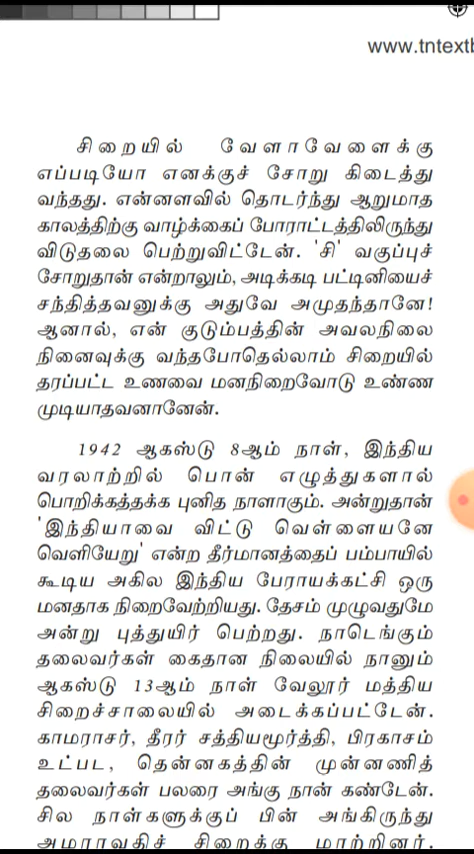 www.tntextb
சிறையில் வேளாவேளைக்கு
எப்படியோ எனக்குச் சோறு கிடைத்து
வந்தது. என்னளவில் தொடர்ந்து ஆறுமாத
காலத்திற்கு வாழ்க்கைப் போராட்டத்திலிருந்து
விடுதலை பெற்றுவிட்டேன். 'சி' வகுப்புச்
சோறுதான் என்றாலும், அடிக்கடி பட்டினியைச்
சந்தித்தவனுக்கு அதுவே அமுதந்தானே!
ஆனால், என் குடும்பத்தின் அவலநிலை
நினைவுக்கு வந்தபோதெல்லாம் சிறையில்
தரப்பட்ட உணவை மனநிறைவோடு உண்ண
முடியாதவனானேன்.
1942 ஆகஸ்டு 8ஆம் நாள், இந்திய
வரலாற்றில் பொன் எழுத்துகளால்
பொறிக்கத்தக்க புனித நாளாகும். அன்றுதான்
'இந்தியாவை விட்டு வெள்ளையனே
வெளியேறு' என்ற தீர்மானத்தைப் பம்பாயில்
கூடிய அகில இந்திய பேராயக்கட்சி ஒரு
மனதாக நிறைவேற்றியது. தேசம் முழுவதுமே
அன்று புத்துயிர் பெற்றது. நாடெங்கும்
தலைவர்கள் கைதான நிலையில் நானும்
ஆகஸ்டு 13ஆம் நாள் வேலூர் மத்திய
சிறைச்சாலையில் அடைக்கப்பட்டேன்.
காமராசர், தீரர் சத்தியமூர்த்தி, பிரகாசம்
உட்பட, தென்னகத்தின் முன்னணித்
தலைவர்கள் பலரை அங்கு நான் கண்டேன்.
சில நாள்களுக்குப் பின் அங்கிருந்து
அமராவதிச் சிறைக்கு மாற்றினர்.